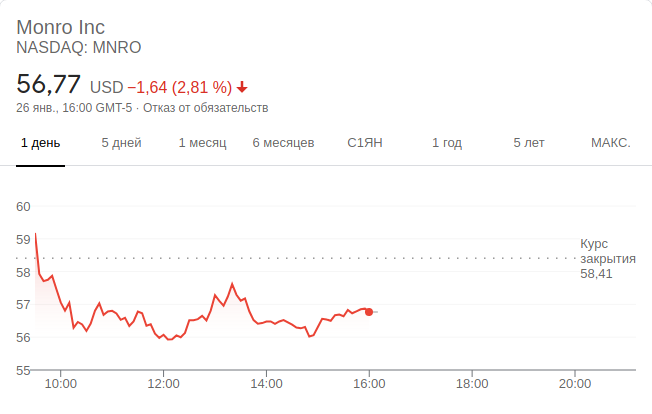 Monro Inc
NASDAQ: MNRO
56,77 USD −1,64 (2,81 %)
26 янв., 16:00 GMT-5 · Отказ от обязательств
1 день 5 дней 1 месяц 6 месяцев С1ЯН 1 год 5 лет МАКС.
60
59
58
57
56
55
Курс
закрытия
58,41
10:00 12:00 14:00 16:00 18:00 20:00